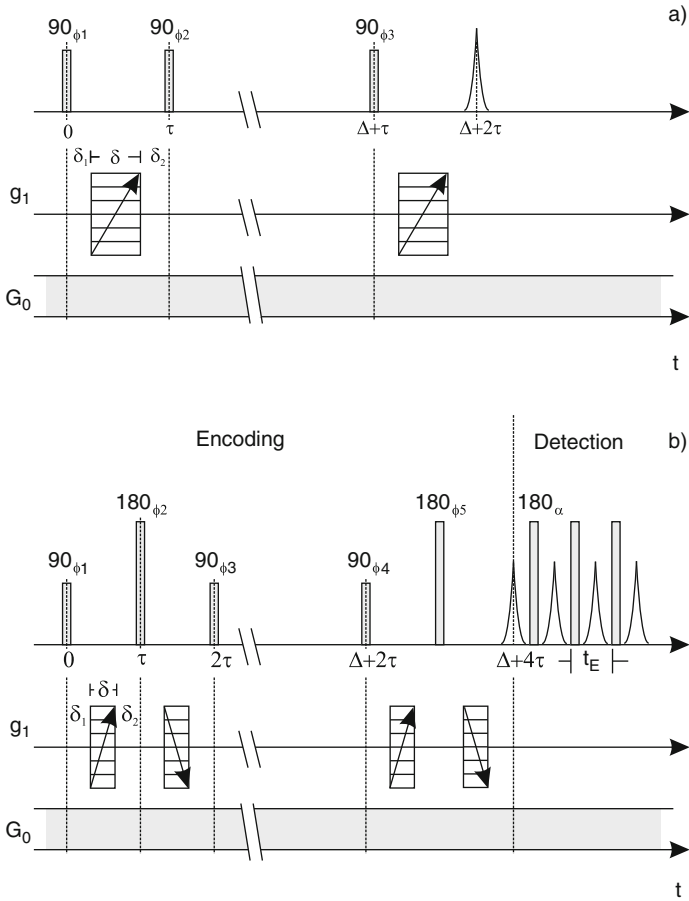 a)
90ϕ1 90ϕ2 90ϕ3
0 τ Δ+τ Δ+2τ
δ1 δ δ2
g1
G0
t
Encoding Detection b)
180ϕ2 180ϕ5 180α
90ϕ1 90ϕ3 90ϕ4
0 τ 2τ Δ+2τ Δ+4τ tE
δ
δ1 δ2
g1
G0
t